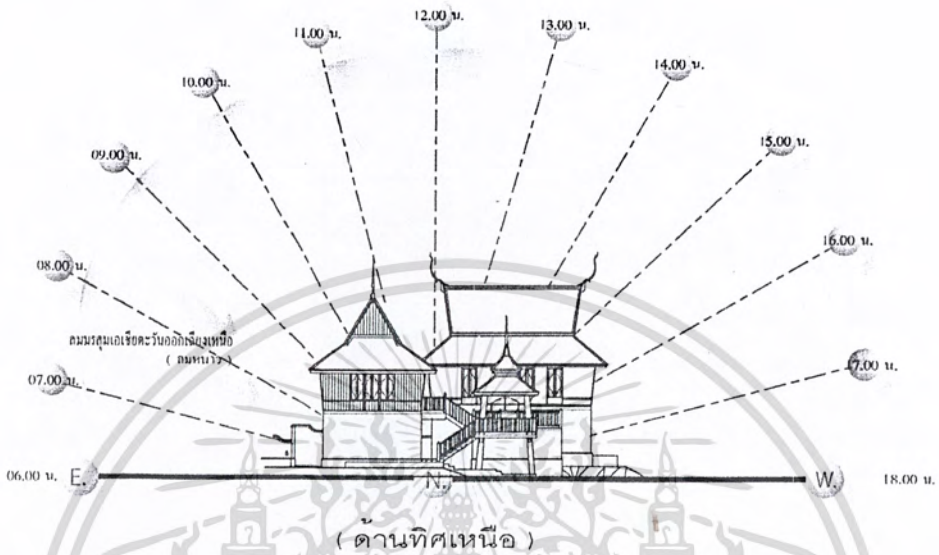 12.00 น.
11.00 น.
13.00 น.
14.00 น.
10.00 น.
15.00 น.
09.00 น.
16.00 น.
08.00 น.
ลมมรสุมเอเชียตะวันออกเฉียงเหนือ
( ลมหนาว )
17.00 น.
07.00 น.
06.00 น. E. N. W. 18.00 น.
( ด้านทิศเหนือ )